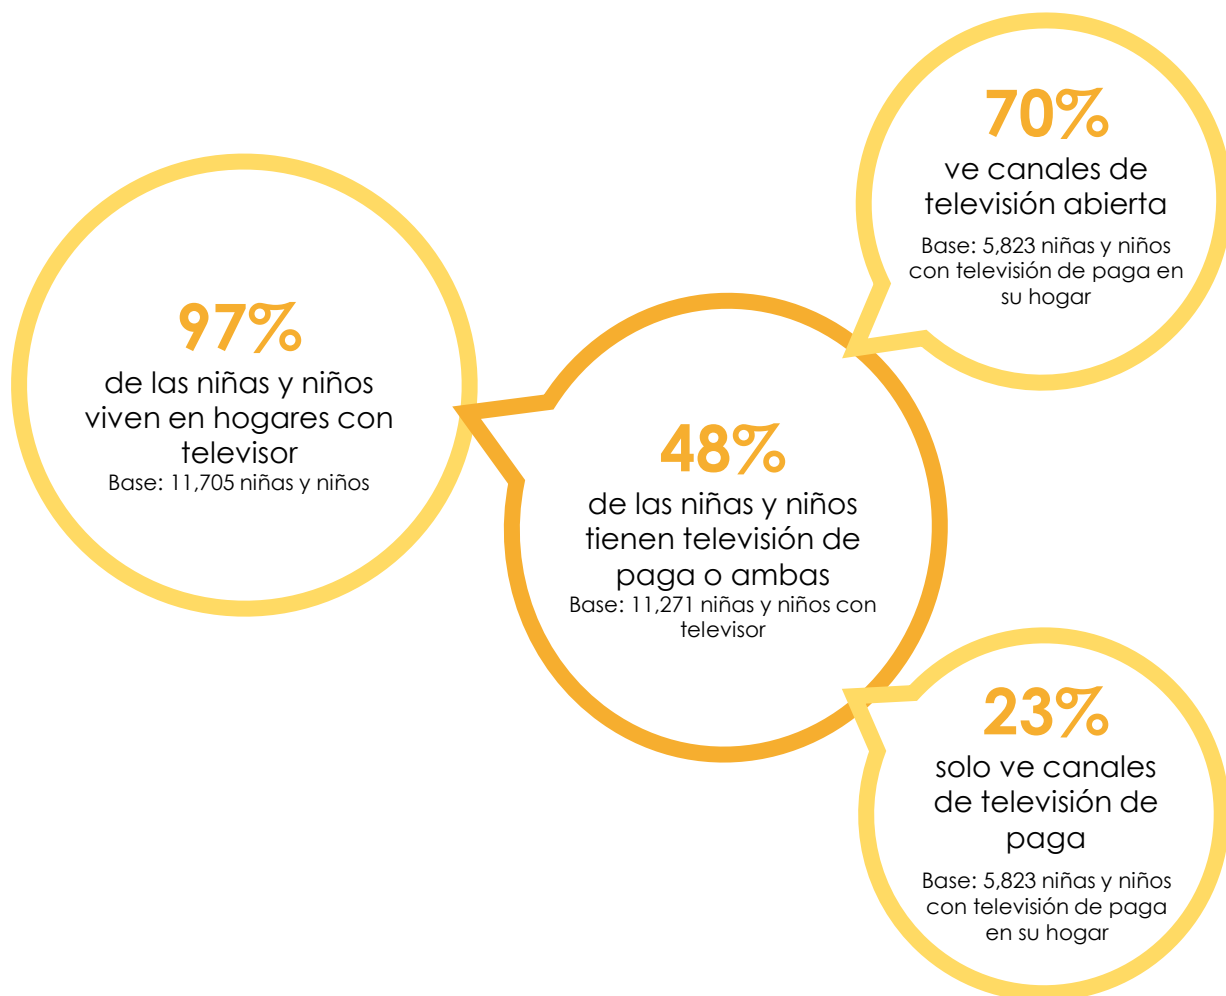 97%
de las niñas y niños
viven en hogares con
televisor
Base: 11,705 niñas y niños
48%
de las niñas y niños
tienen televisión de
paga o ambas
Base: 11,271 niñas y niños con
televisor
70%
ve canales de
televisión abierta
Base: 5,823 niñas y niños
con televisión de paga en
su hogar
23%
solo ve canales
de televisión de
paga
Base: 5,823 niñas y niños
con televisión de paga
en su hogar